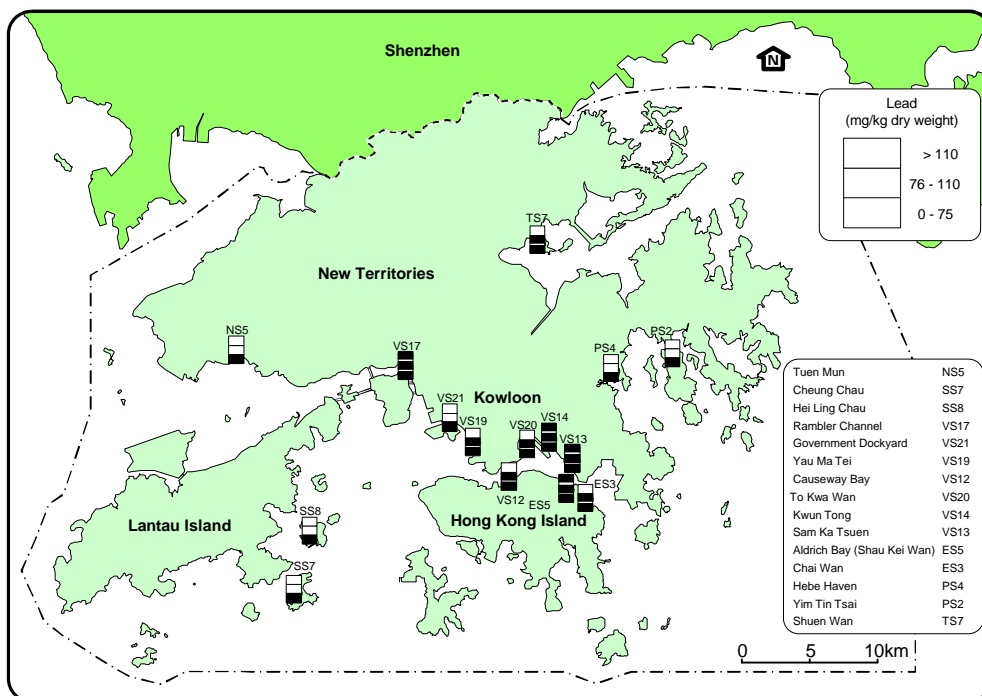 Shenzhen
N
Lead
(mg/kg dry weight)
> 110
76 - 110
0 - 75
TS7
New Territories
NS5
VS17
PS4
PS2
Kowloon
VS21
VS19
VS20
VS14
VS13
VS12
ES5
ES3
Lantau Island
Hong Kong Island
SS8
SS7
Tuen Mun NS5
Cheung Chau SS7
Hei Ling Chau SS8
Rambler Channel VS17
Government Dockyard VS21
Yau Ma Tei VS19
Causeway Bay VS12
To Kwa Wan VS20
Kwun Tong VS14
Sam Ka Tsuen VS13
Aldrich Bay (Shau Kei Wan) ES5
Chai Wan ES3
Hebe Haven PS4
Yim Tin Tsai PS2
Shuen Wan TS7
0 5 10km